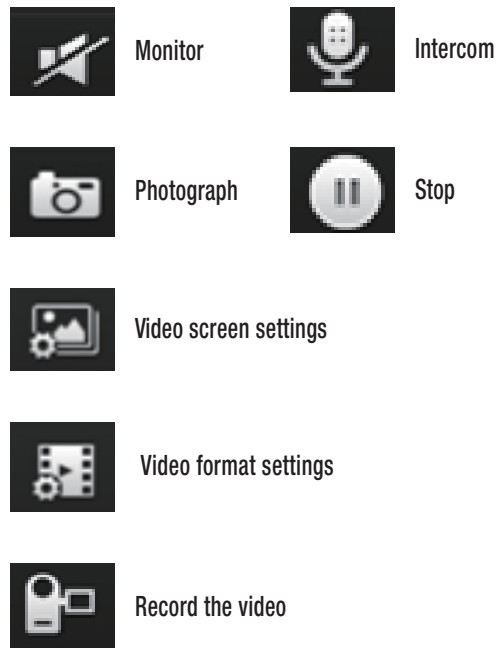 Monitor
Intercom
Photograph
Stop
Video screen settings
Video format settings
Record the video